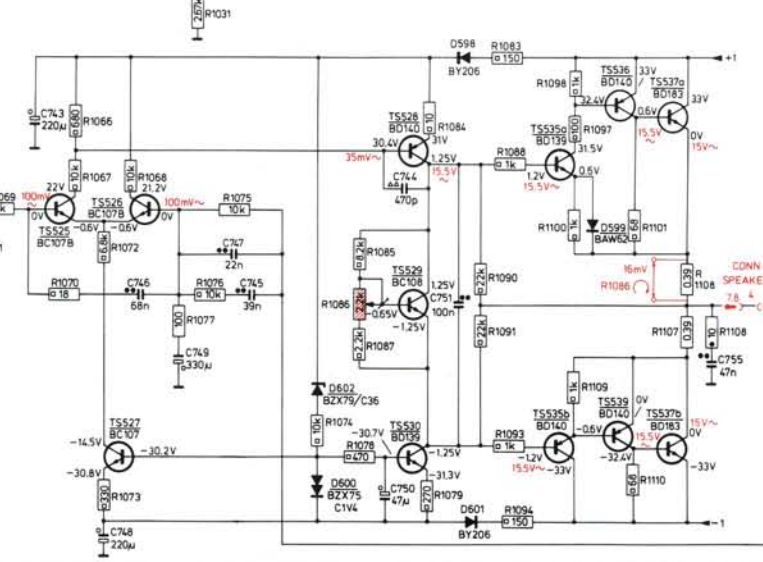 2.67k R1031
D598
BY206
R1083
150
+1
C743
220µ
680 R1066
10 R1084
31V
TS528
BD140
30.4V
35mV~
1.25V
15.5V~
C744
470p
R1098 1k
32.4V
TS536
BD140
33V
TS537a
BD183
33V
0.6V
15.5V~
0V
15V~
TS535a
BD139
100 R1097
31.5V
R1088
1k
1.2V
15.5V~
0.6V
R1100 1k
D599
BAW62
68 R1101
10k R1067
10k R1068
22V
21.2V
069
k
100mV~
0V
TS526
BC107B
TS525
BC107B
-0.6V
-0.6V
0V
100mV~
R1075
10k
6.8k
R1072
C747
22n
R1070
18
C746
68n
R1076
10k
C745
39n
100
R1077
C749
330µ
8.2k R1085
R1086 2.2k
-0.65V
2.2k R1087
TS529
BC108
1.25V
-1.25V
C751
100n
22k R1090
22k R1091
16mV
R1086
0.39 R
1108
CONN
SPEAKE
7.8 4
R1107 0.39
10 R1108
C755
47n
D602
BZX79/C36
10k R1074
TS527
BC107
-14.5V
-30.2V
-30.8V
330 R1073
C748
220µ
D600
BZX75
C1V4
-30.7V
R1078
470
C750
47µ
TS530
BD139
-1.25V
-31.3V
270 R1079
R1093
1k
-1.2V
15.5V~
TS535b
BD140
-33V
1k R1109
-0.6V
TS539
BD140
0V
15.5V~
-32.4V
TS537b
BD183
15V~
0V
-33V
68 R1110
D601
BY206
R1094
150
-1